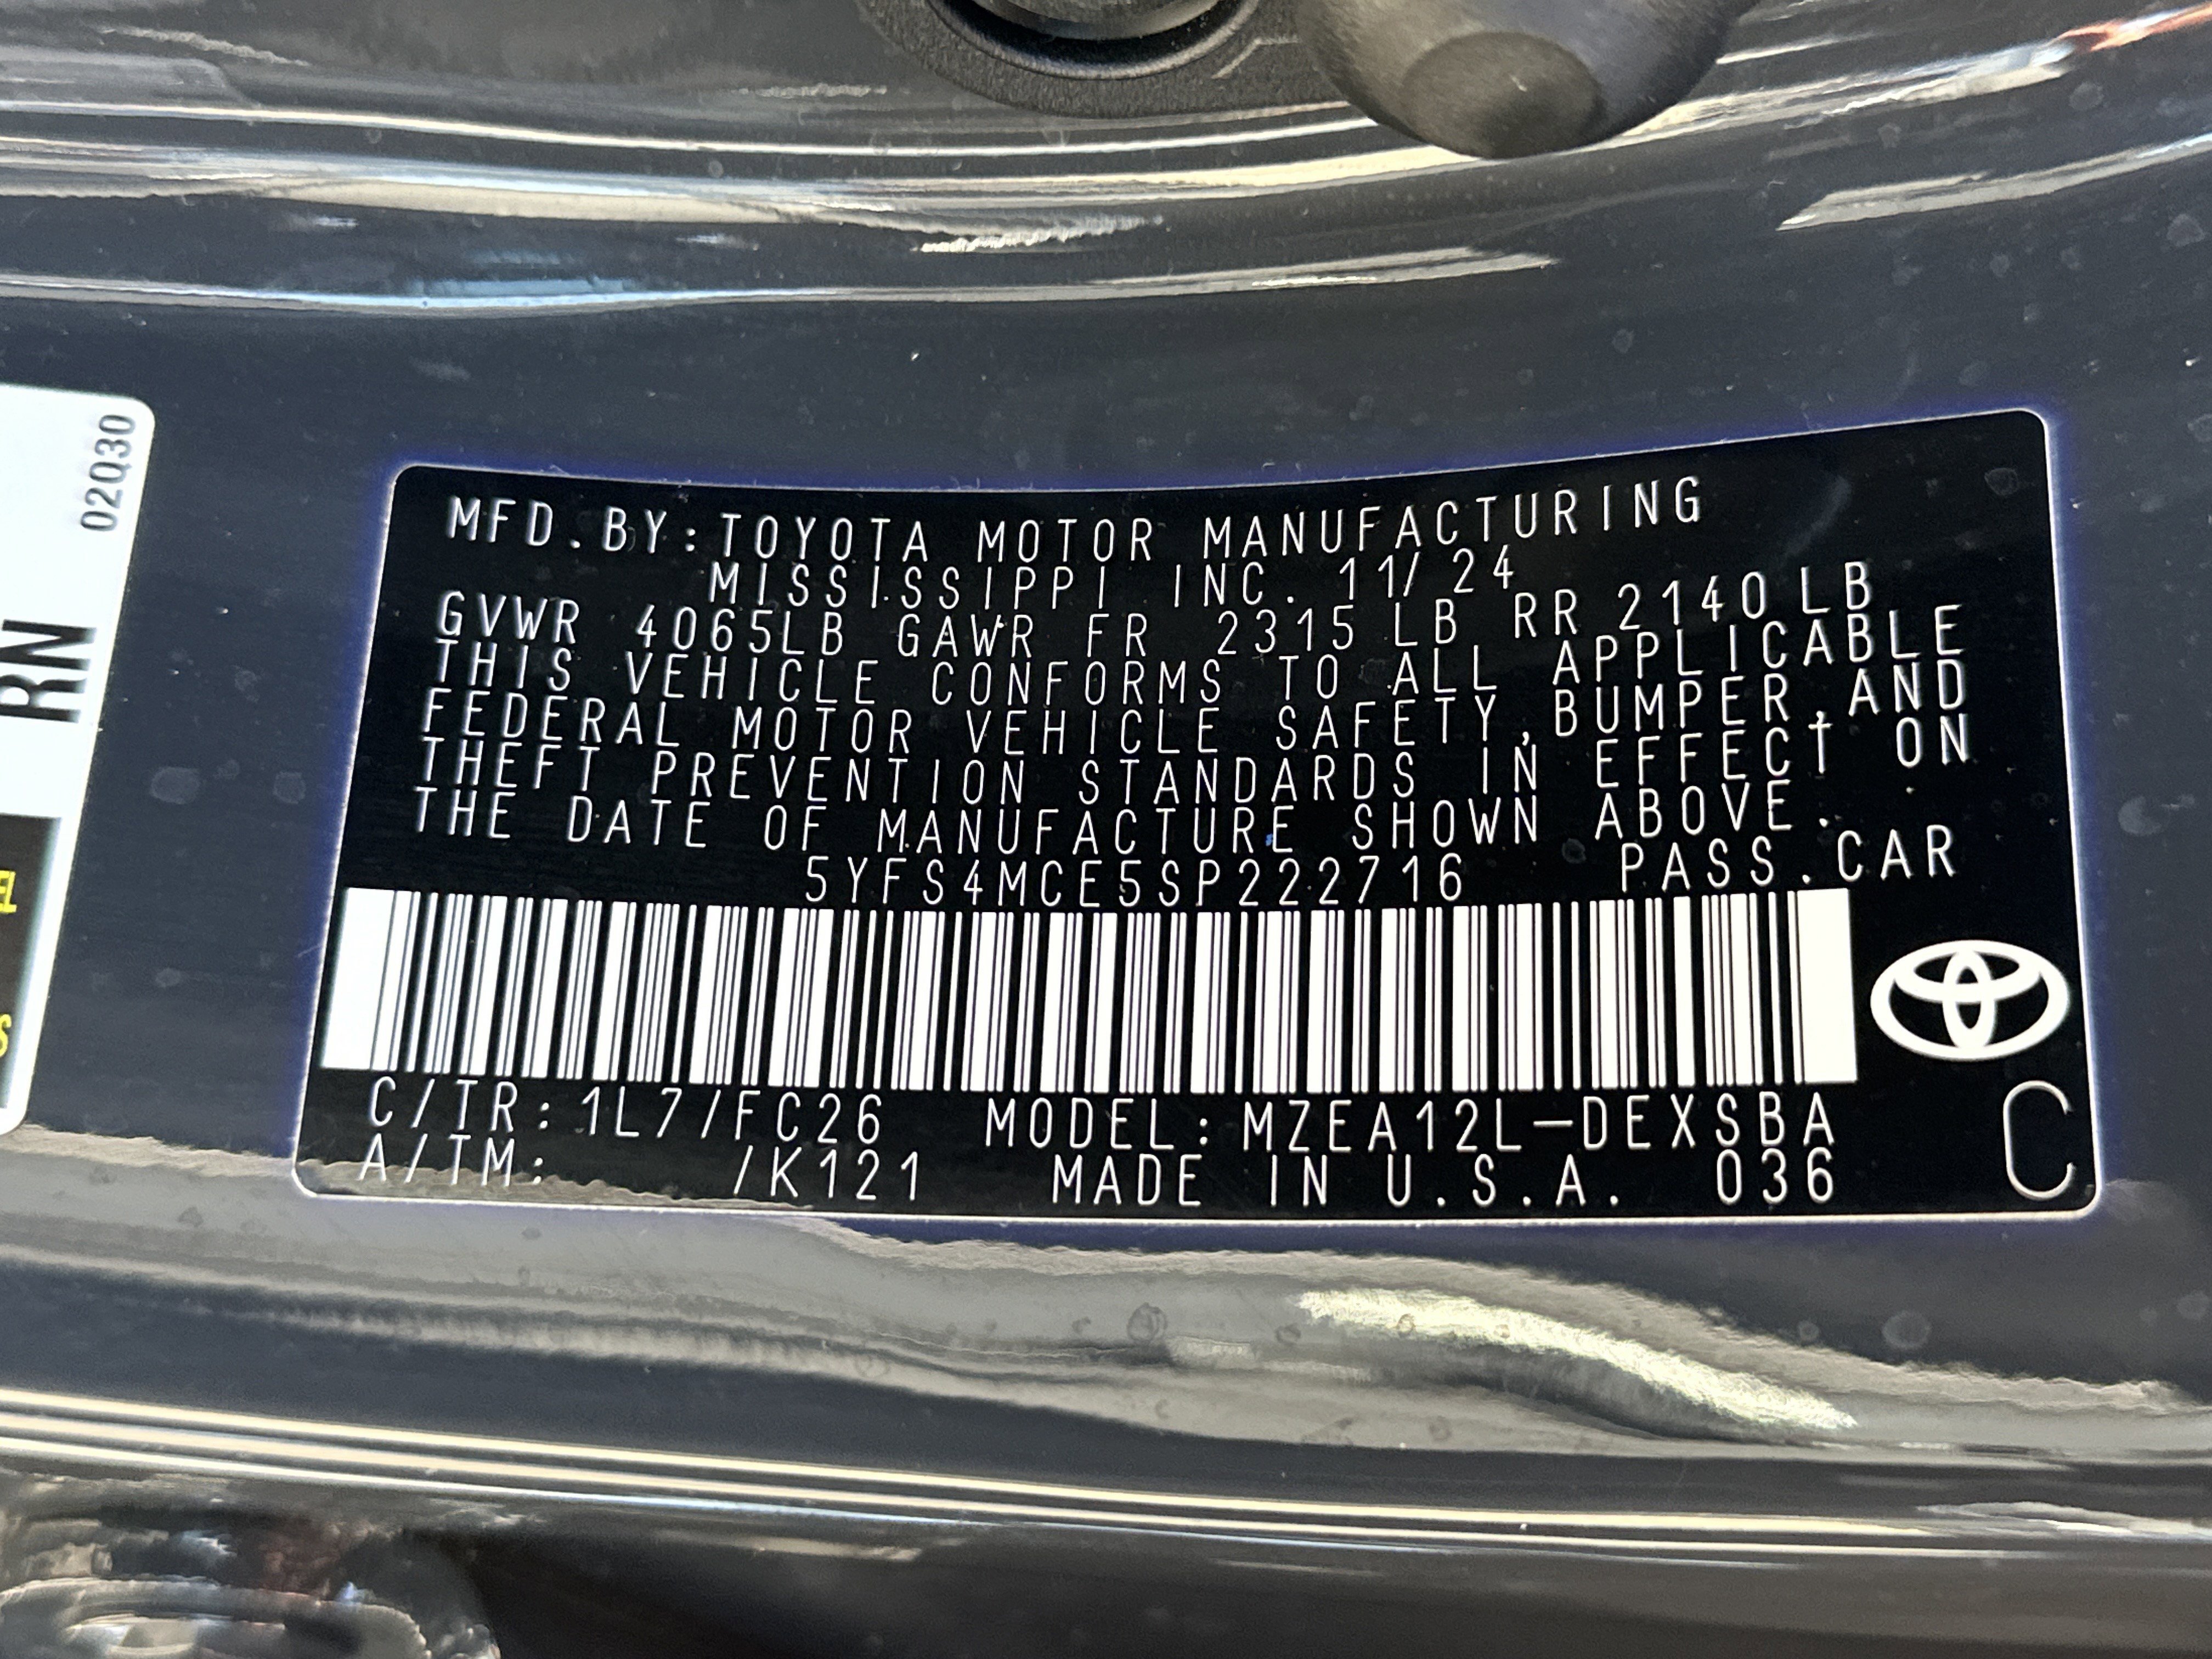 02Q30
RN
EL
S
MFD.BY:TOYOTA MOTOR MANUFACTURING
MISSISSIPPI INC. 11/24
GVWR 4065LB GAWR FR 2315 LB RR 2140LB
THIS VEHICLE CONFORMS TO ALL APPLICABLE
FEDERAL MOTOR VEHICLE SAFETY,BUMPER,AND
THEFT PREVENTION STANDARDS IN EFFECT ON
THE DATE OF MANUFACTURE SHOWN ABOVE.
5YFS4MCE5SP222716 PASS.CAR
C/TR:1L7/FC26 MODEL:MZEA12L-DEXSBA
A/TM: /K121 MADE IN U.S.A. 036
C